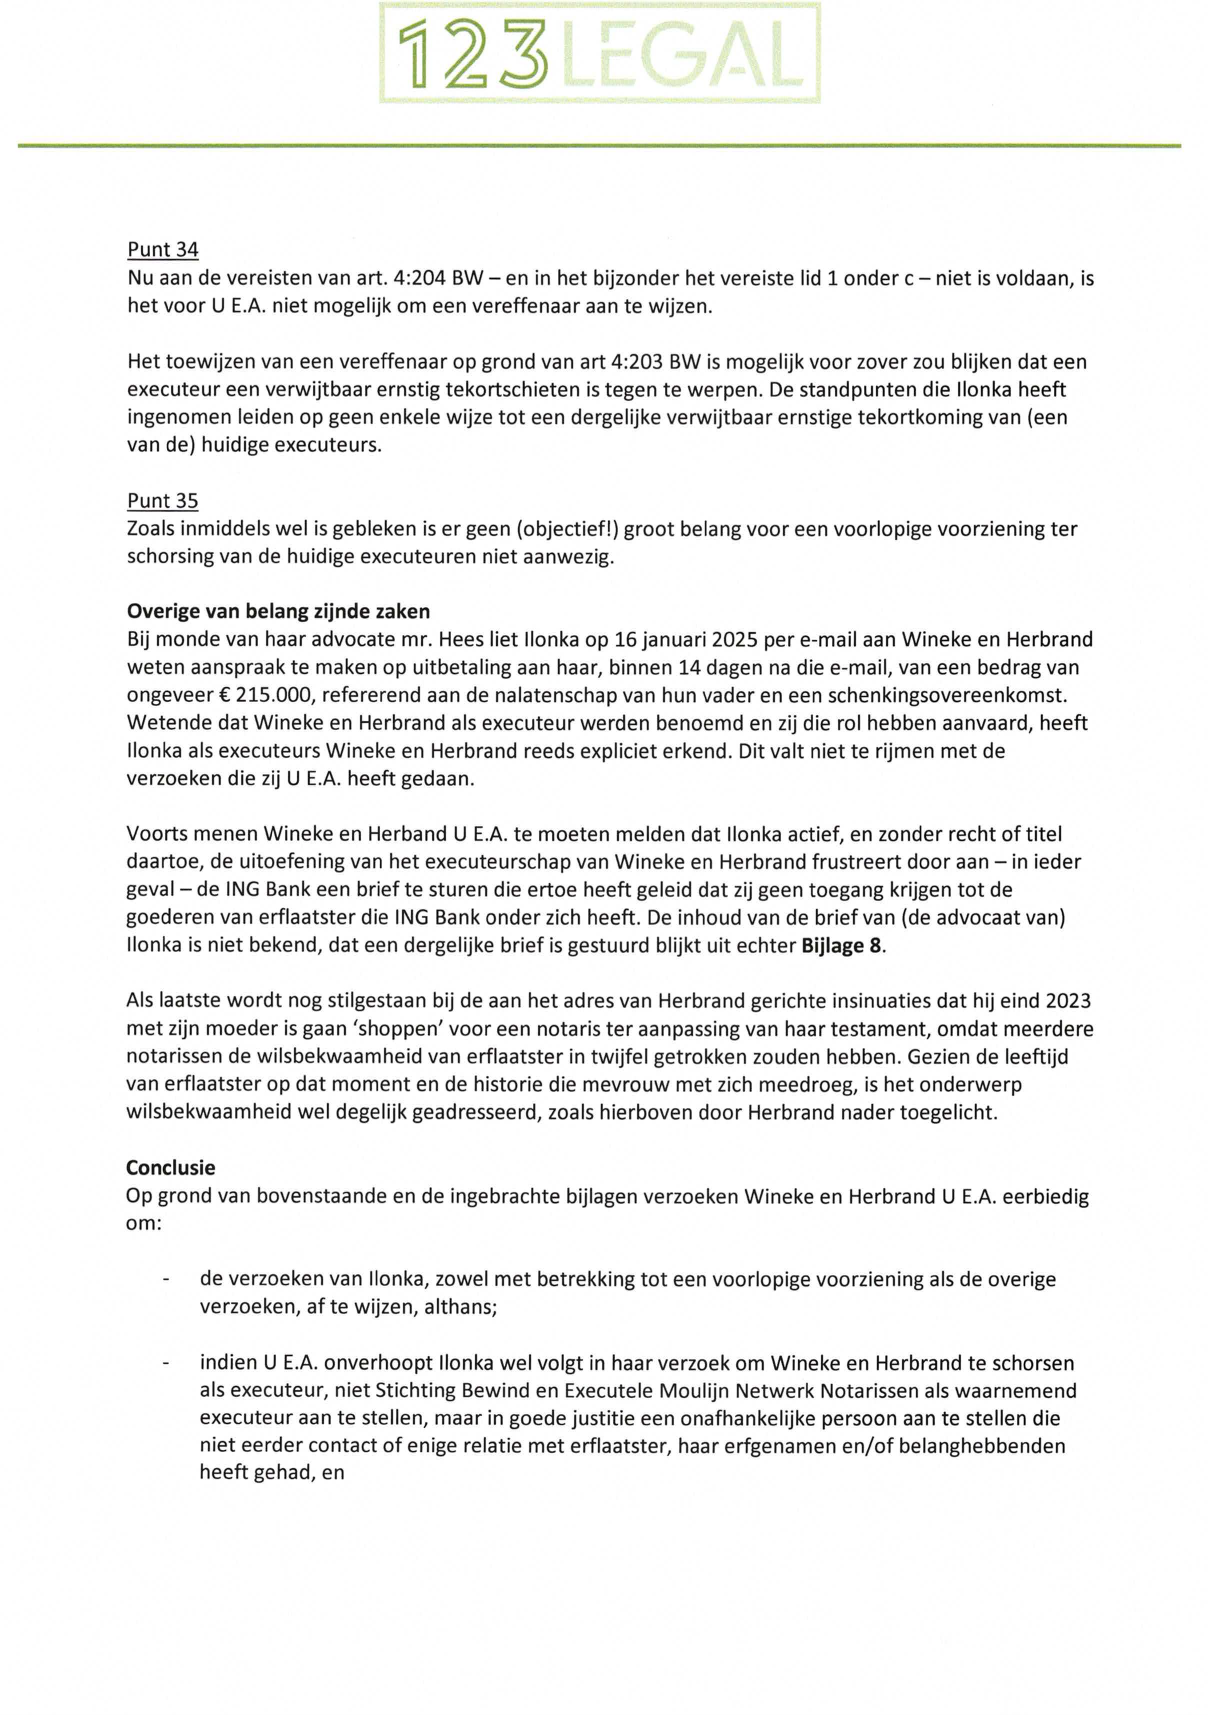 123LEGAL
Punt 34
Nu aan de vereisten van art. 4:204 BW – en in het bijzonder het vereiste lid 1 onder c – niet is voldaan, is
het voor U E.A. niet mogelijk om een vereffenaar aan te wijzen.
Het toewijzen van een vereffenaar op grond van art 4:203 BW is mogelijk voor zover zou blijken dat een
executeur een verwijtbaar ernstig tekortschieten is tegen te werpen. De standpunten die Ilonka heeft
ingenomen leiden op geen enkele wijze tot een dergelijke verwijtbaar ernstige tekortkoming van (een
van de) huidige executeurs.
Punt 35
Zoals inmiddels wel is gebleken is er geen (objectief!) groot belang voor een voorlopige voorziening ter
schorsing van de huidige executeuren niet aanwezig.
Overige van belang zijnde zaken
Bij monde van haar advocate mr. Hees liet Ilonka op 16 januari 2025 per e-mail aan Wineke en Herbrand
weten aanspraak te maken op uitbetaling aan haar, binnen 14 dagen na die e-mail, van een bedrag van
ongeveer € 215.000, refererend aan de nalatenschap van hun vader en een schenkingsovereenkomst.
Wetende dat Wineke en Herbrand als executeur werden benoemd en zij die rol hebben aanvaard, heeft
Ilonka als executeurs Wineke en Herbrand reeds expliciet erkend. Dit valt niet te rijmen met de
verzoeken die zij U E.A. heeft gedaan.
Voorts menen Wineke en Herband U E.A. te moeten melden dat Ilonka actief, en zonder recht of titel
daartoe, de uitoefening van het executeurschap van Wineke en Herbrand frustreert door aan – in ieder
geval – de ING Bank een brief te sturen die ertoe heeft geleid dat zij geen toegang krijgen tot de
goederen van erflaatster die ING Bank onder zich heeft. De inhoud van de brief van (de advocaat van)
Ilonka is niet bekend, dat een dergelijke brief is gestuurd blijkt uit echter Bijlage 8.
Als laatste wordt nog stilgestaan bij de aan het adres van Herbrand gerichte insinuaties dat hij eind 2023
met zijn moeder is gaan ‘shoppen’ voor een notaris ter aanpassing van haar testament, omdat meerdere
notarissen de wilsbekwaamheid van erflaatster in twijfel getrokken zouden hebben. Gezien de leeftijd
van erflaatster op dat moment en de historie die mevrouw met zich meedroeg, is het onderwerp
wilsbekwaamheid wel degelijk geadresseerd, zoals hierboven door Herbrand nader toegelicht.
Conclusie
Op grond van bovenstaande en de ingebrachte bijlagen verzoeken Wineke en Herbrand U E.A. eerbiedig
om:
- de verzoeken van Ilonka, zowel met betrekking tot een voorlopige voorziening als de overige
verzoeken, af te wijzen, althans;
- indien U E.A. onverhoopt Ilonka wel volgt in haar verzoek om Wineke en Herbrand te schorsen
als executeur, niet Stichting Bewind en Executele Moulijn Netwerk Notarissen als waarnemend
executeur aan te stellen, maar in goede justitie een onafhankelijke persoon aan te stellen die
niet eerder contact of enige relatie met erflaatster, haar erfgenamen en/of belanghebbenden
heeft gehad, en